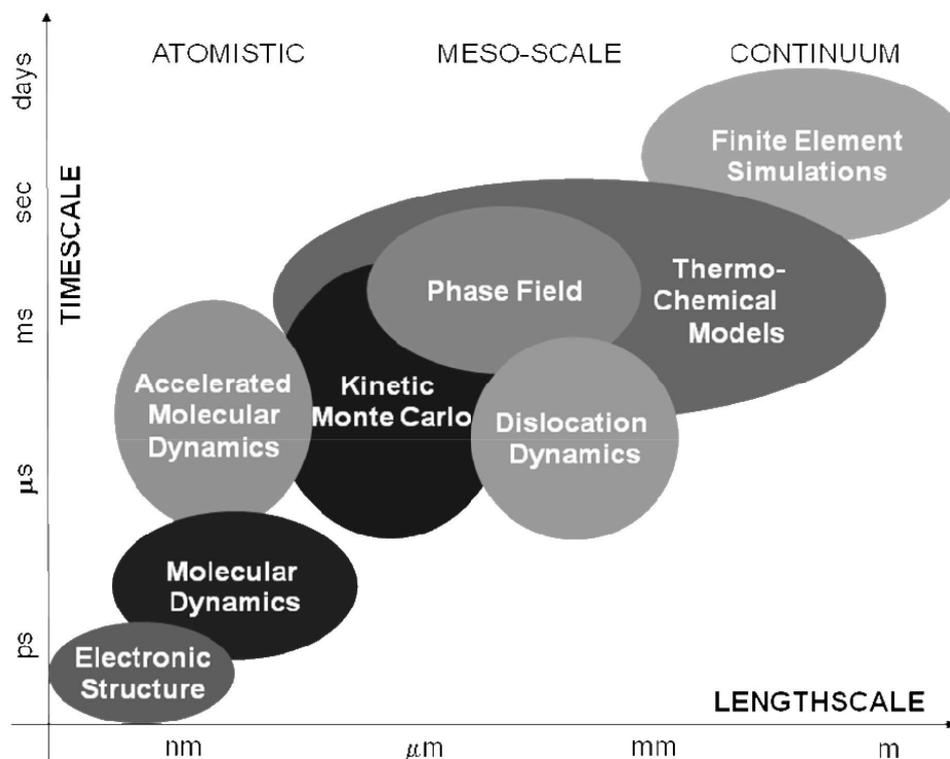 ATOMISTIC
MESO-SCALE
CONTINUUM
days
sec
ms
μs
ps
TIMESCALE
Finite Element
Simulations
Thermo-
Chemical
Models
Phase Field
Accelerated
Molecular
Dynamics
Kinetic
Monte Carlo
Dislocation
Dynamics
Molecular
Dynamics
Electronic
Structure
LENGTHSCALE
nm
μm
mm
m